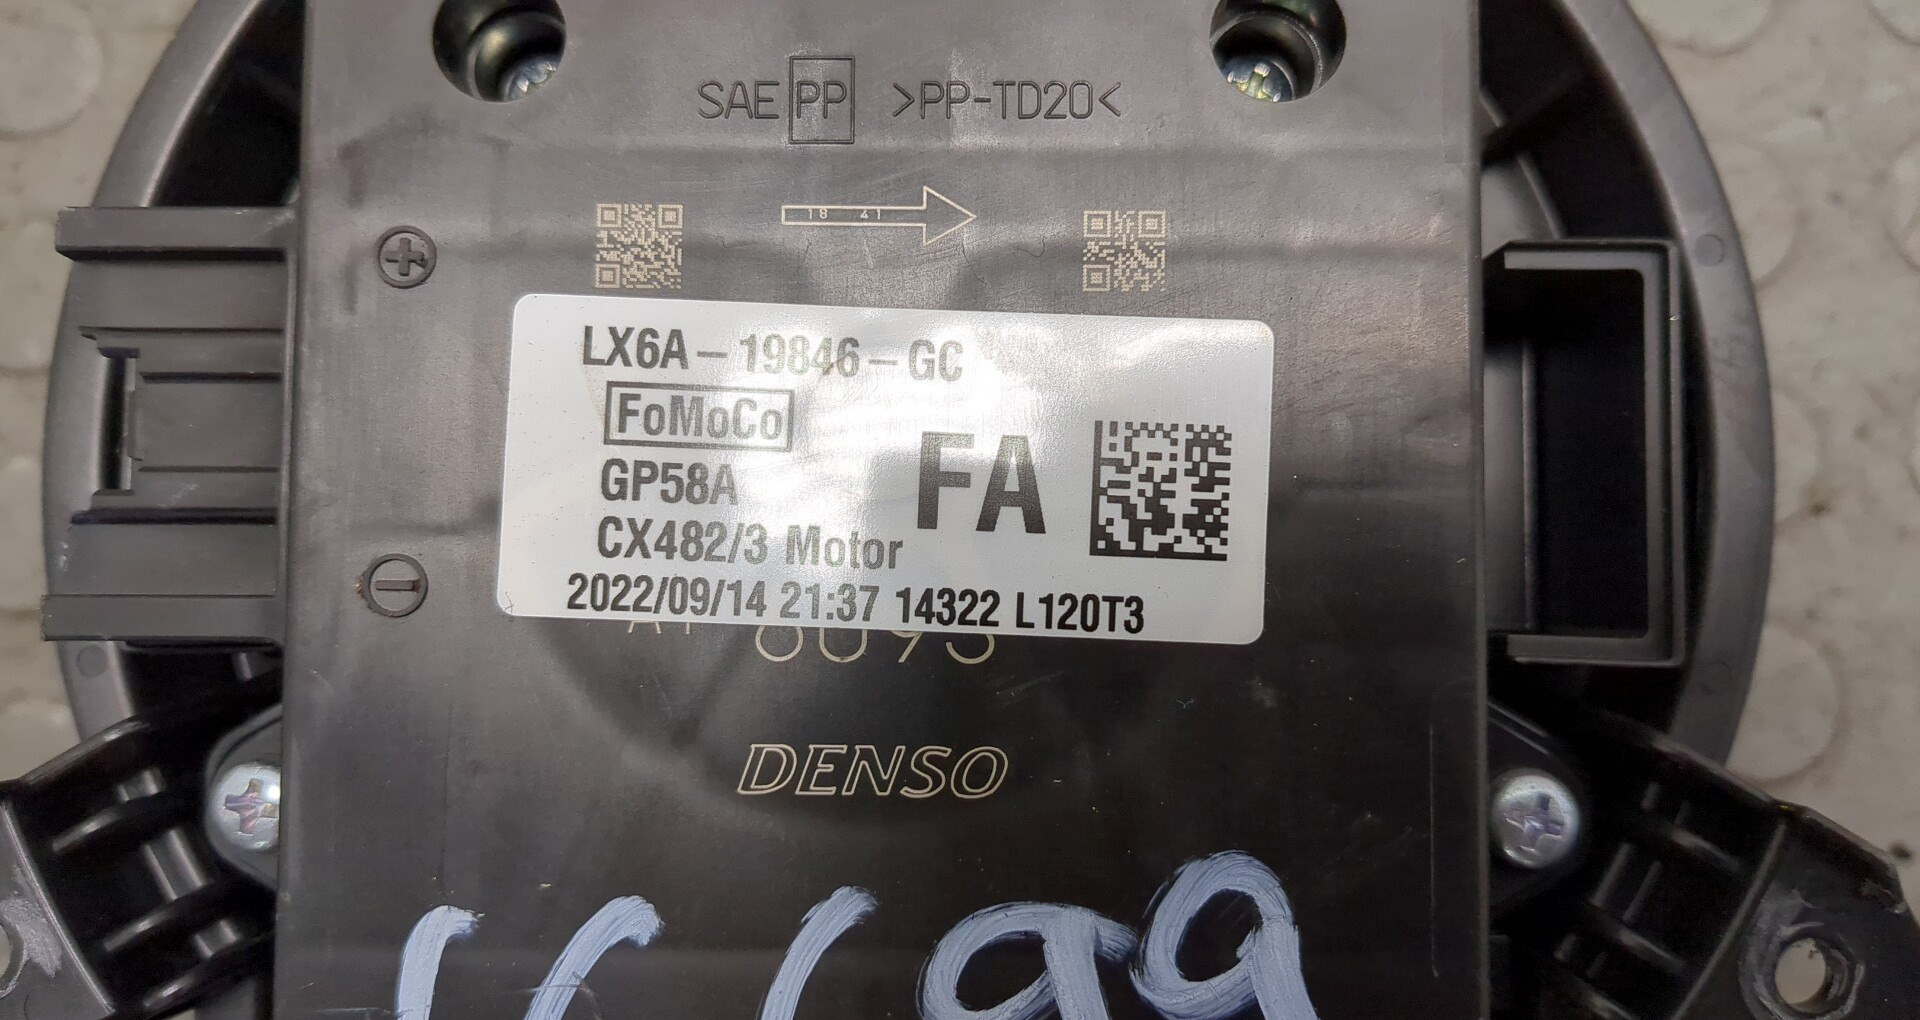 SAE PP >PP-TD20<
18 41
LX6A-19846-GC
FoMoCo
GP58A
FA
CX482/3 Motor
2022/09/14 21:37 14322 L120T3
DENSO